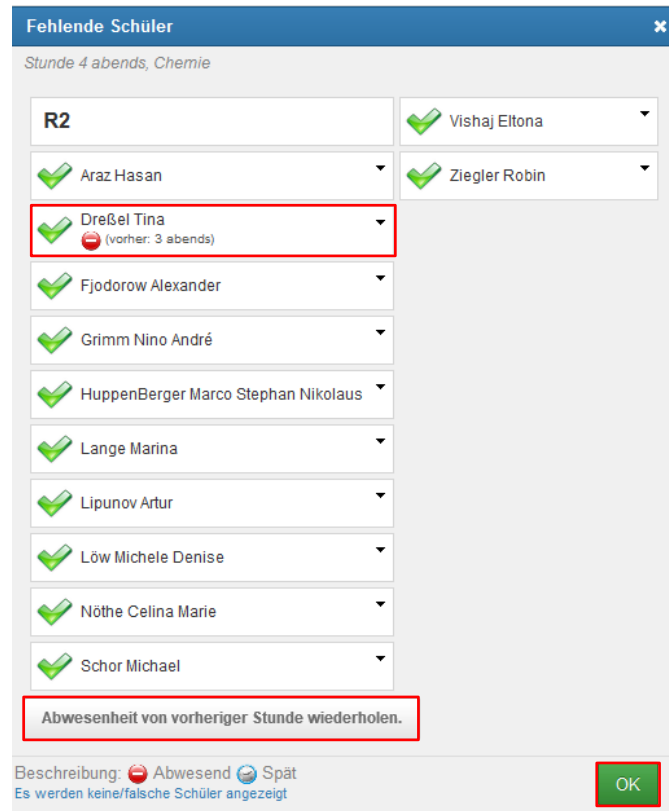 Fehlende Schüler
Stunde 4 abends, Chemie
R2
Araz Hasan
Dreßel Tina
(vorher: 3 abends)
Fjodorow Alexander
Grimm Nino André
HuppenBerger Marco Stephan Nikolaus
Lange Marina
Lipunov Artur
Löw Michele Denise
Nöthe Celina Marie
Schor Michael
Vishaj Eltona
Ziegler Robin
Abwesenheit von vorheriger Stunde wiederholen.
Beschreibung: Abwesend Spät
Es werden keine/falsche Schüler angezeigt
OK